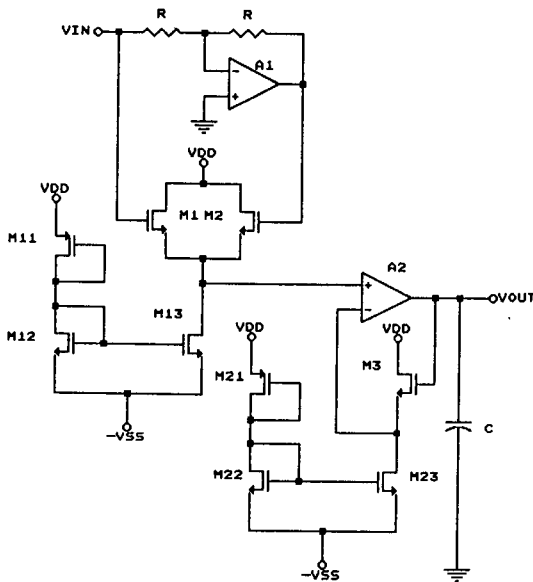 R
R
VIN
A1
-
+
VDD
VDD
M1 M2
M11
A2
+
-
VOUT
M13
M12
VDD
VDD
M3
M21
-VSS
C
M22
M23
-VSS